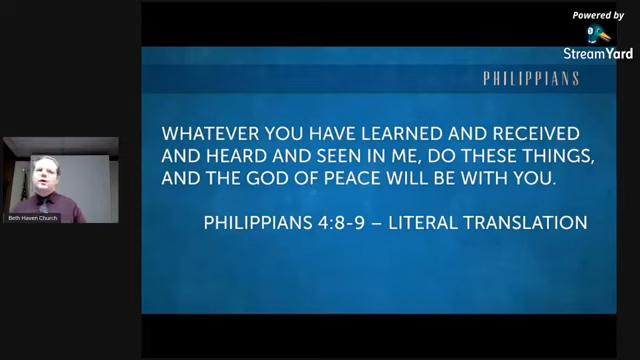 Powered by
StreamYard
PHILIPPIANS
WHATEVER YOU HAVE LEARNED AND RECEIVED
AND HEARD AND SEEN IN ME, DO THESE THINGS,
AND THE GOD OF PEACE WILL BE WITH YOU.
PHILIPPIANS 4:8-9 – LITERAL TRANSLATION
Beth Haven Church